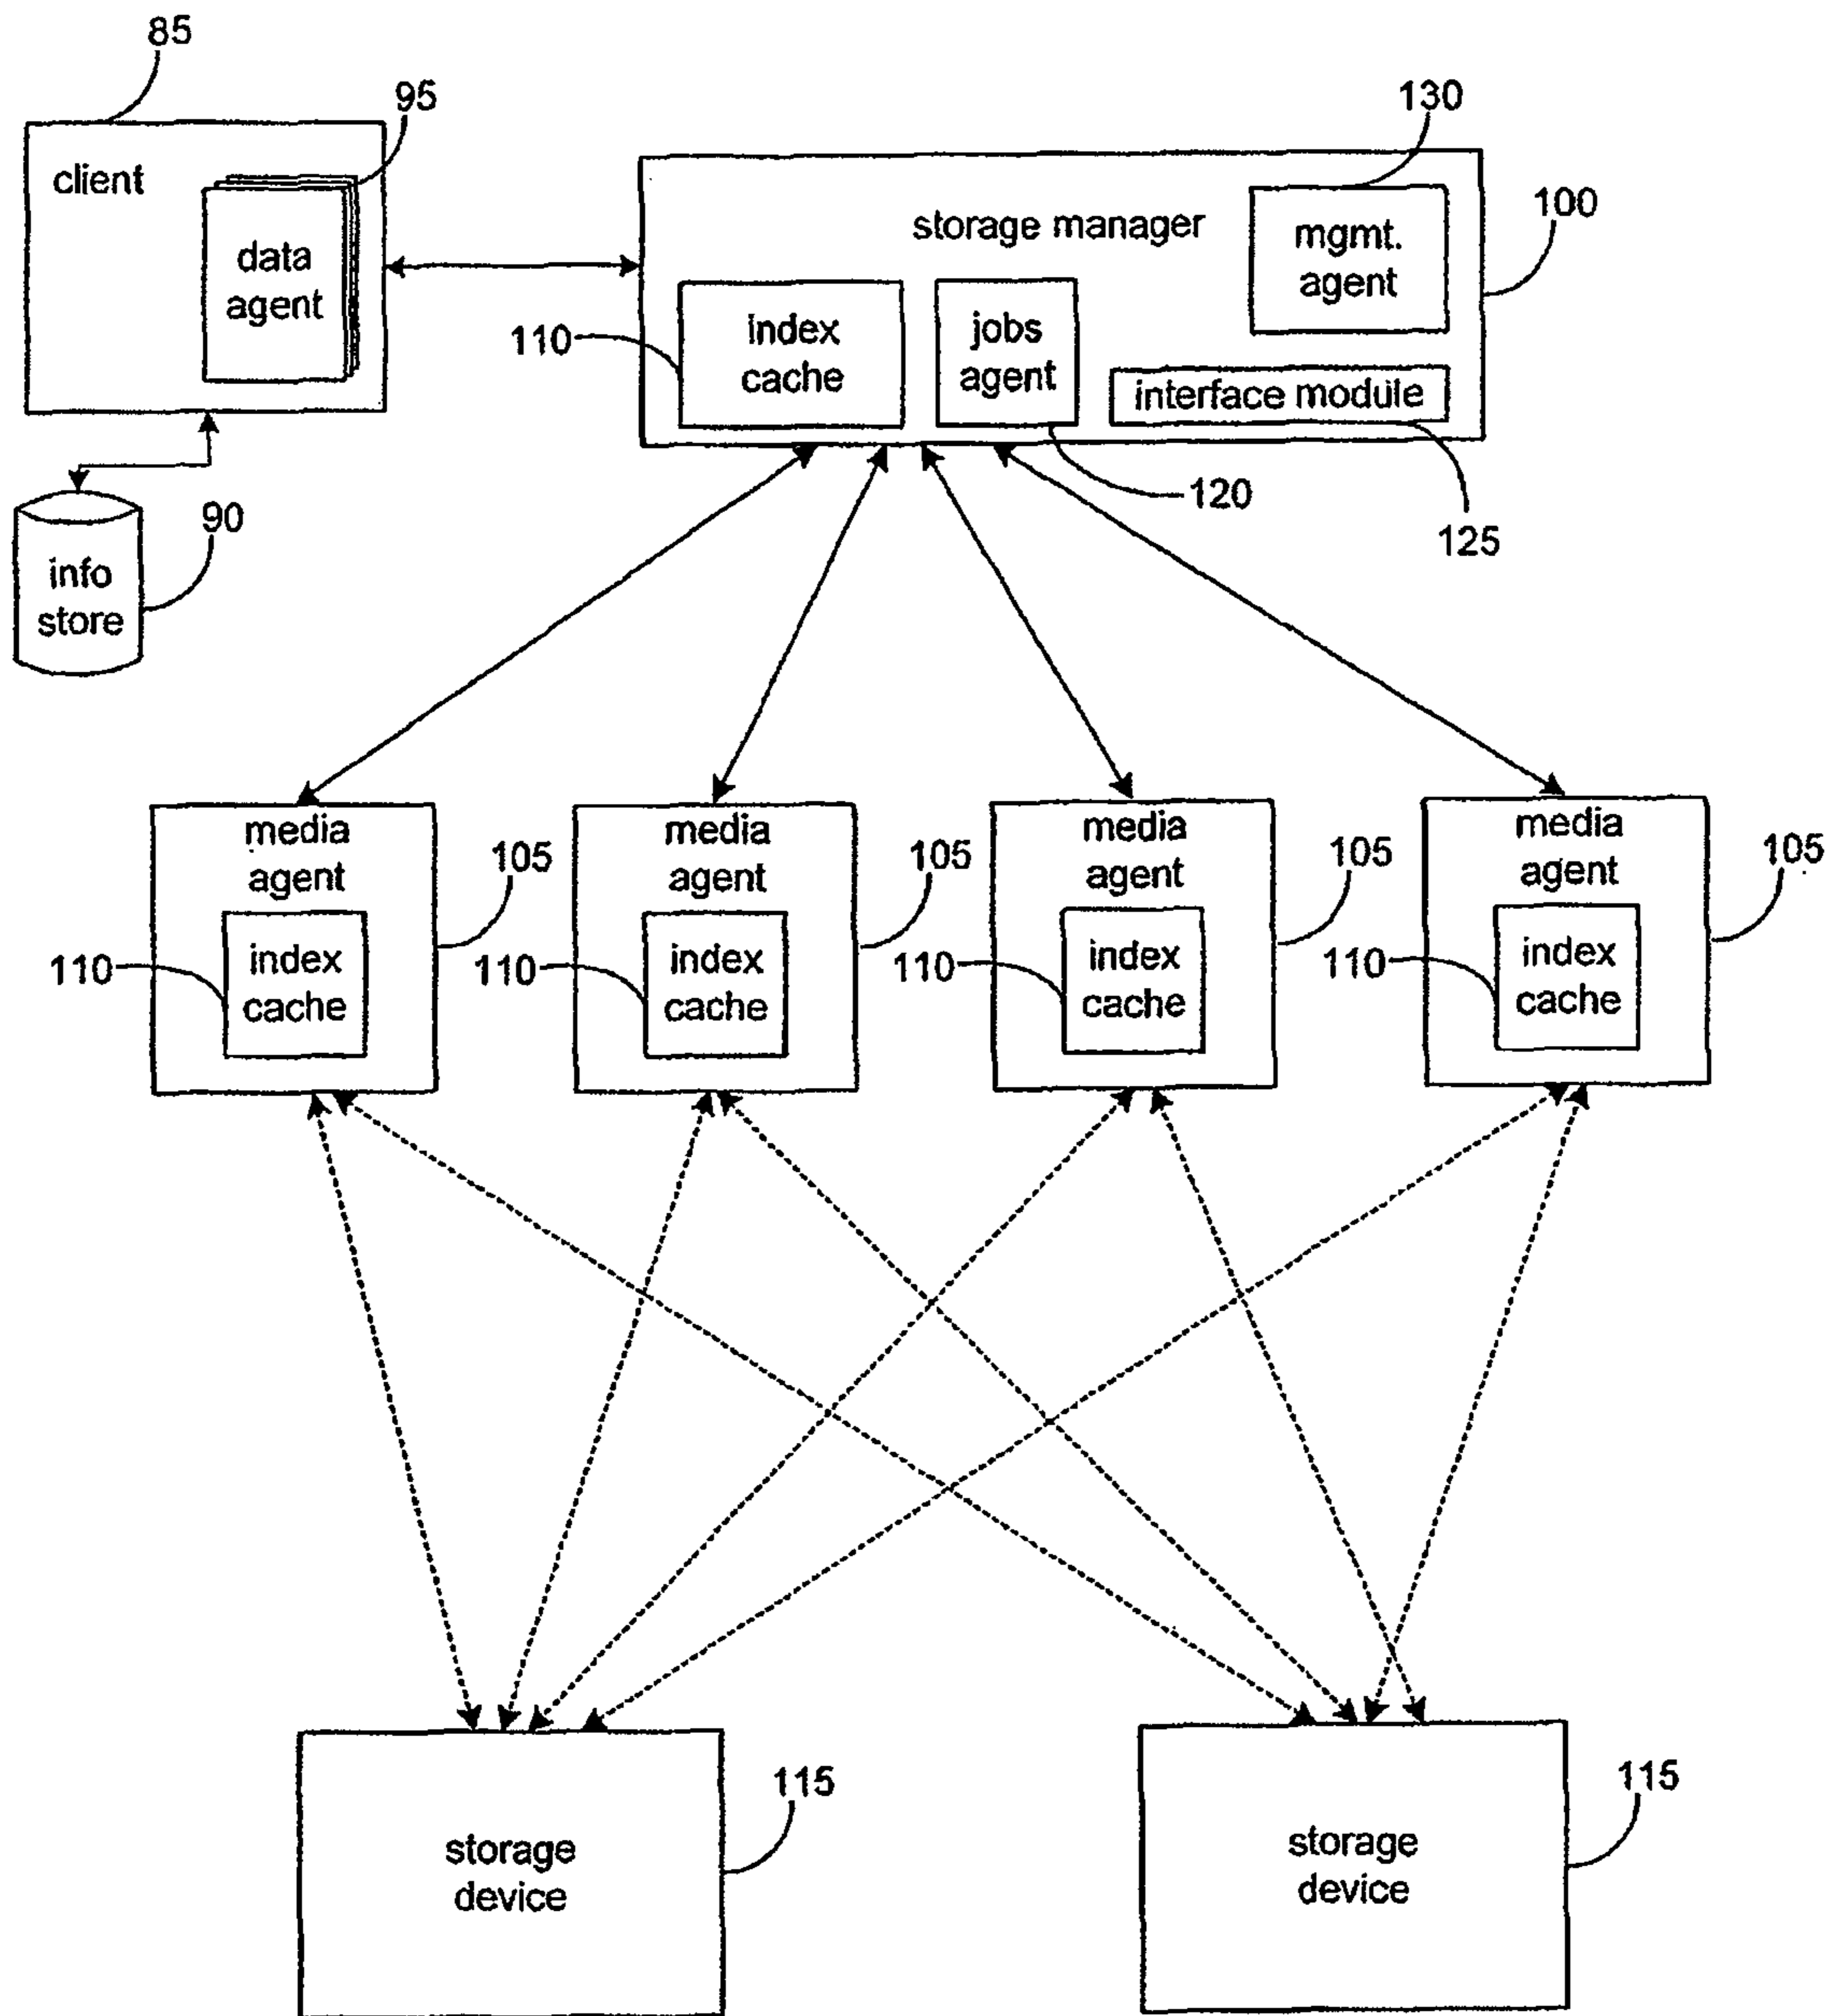 85
95
client
data
agent
130
100
storage manager
mgmt.
agent
110
index
cache
jobs
agent
interface module
120
125
90
info
store
media
agent
105
110
index
cache
media
agent
105
110
index
cache
media
agent
105
110
index
cache
media
agent
105
110
index
cache
115
storage
device
115
storage
device